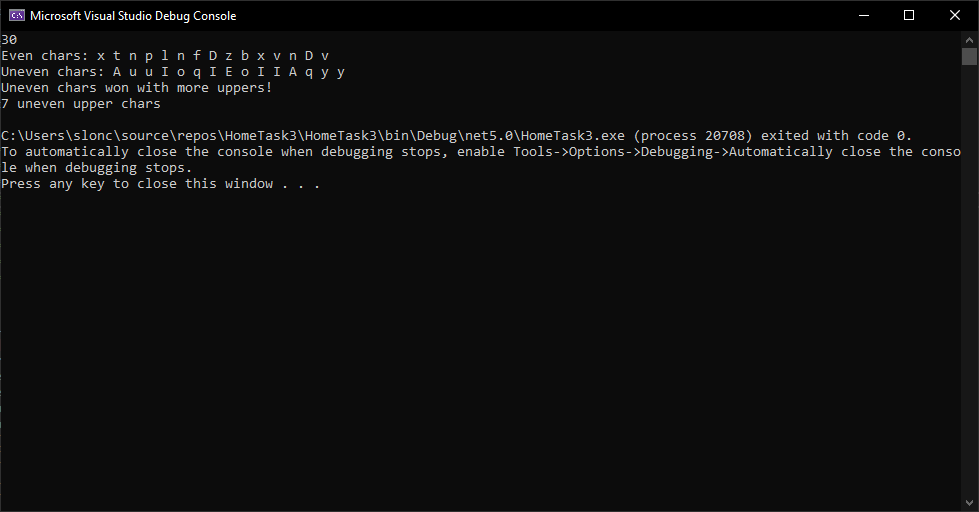 Microsoft Visual Studio Debug Console
30
Even chars: x t n p l n f D z b x v n D v
Uneven chars: A u u I o q I E o I I A q y y
Uneven chars won with more uppers!
7 uneven upper chars
C:\Users\slonc\source\repos\HomeTask3\HomeTask3\bin\Debug\net5.0\HomeTask3.exe (process 20708) exited with code 0.
To automatically close the console when debugging stops, enable Tools->Options->Debugging->Automatically close the conso
le when debugging stops.
Press any key to close this window . . .